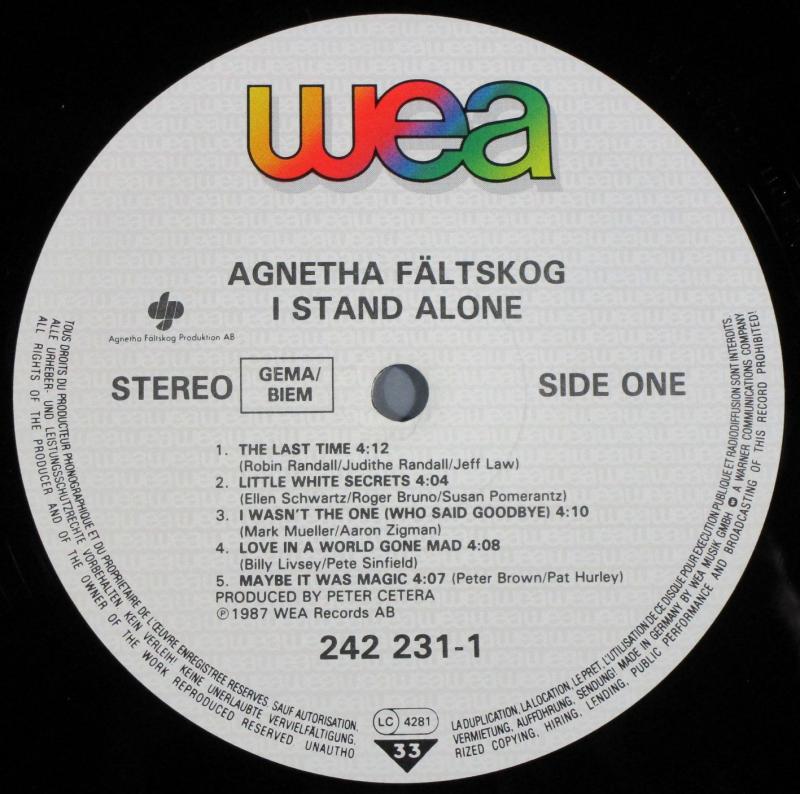 wea
AGNETHA FÄLTSKOG
I STAND ALONE
Agnetha Fältskog Produktion AB
STEREO
GEMA/
BIEM
SIDE ONE
1. THE LAST TIME 4:12
(Robin Randall/Judithe Randall/Jeff Law)
2. LITTLE WHITE SECRETS 4:04
(Ellen Schwartz/Roger Bruno/Susan Pomerantz)
3. I WASN'T THE ONE (WHO SAID GOODBYE) 4:10
(Mark Mueller/Aaron Zigman)
4. LOVE IN A WORLD GONE MAD 4:08
(Billy Livsey/Pete Sinfield)
5. MAYBE IT WAS MAGIC 4:07 (Peter Brown/Pat Hurley)
PRODUCED BY PETER CETERA
℗ 1987 WEA Records AB
242 231-1
LC 4281
33
TOUS DROITS DU PRODUCTEUR PHONOGRAPHIQUE ET DU PROPRIETAIRE DE L'ŒUVRE ENREGISTREE RESERVES. SAUF AUTORISATION, LA DUPLICATION, LA LOCATION, LE PRET, L'UTILISATION DE CE DISQUE POUR EXECUTION PUBLIQUE ET RADIODIFFUSION SONT INTERDITS.
ALLE URHEBER- UND LEISTUNGSSCHUTZRECHTE VORBEHALTEN. KEIN VERLEIH! KEINE UNERLAUBTE VERVIELFÄLTIGUNG, VERMIETUNG, AUFFÜHRUNG, SENDUNG! MADE IN GERMANY BY WEA MUSIK GMBH A WARNER COMMUNICATIONS COMPANY
ALL RIGHTS OF THE PRODUCER AND OF THE OWNER OF THE WORK REPRODUCED RESERVED UNAUTHORIZED COPYING, HIRING, LENDING, PUBLIC PERFORMANCE AND BROADCASTING OF THIS RECORD PROHIBITED!